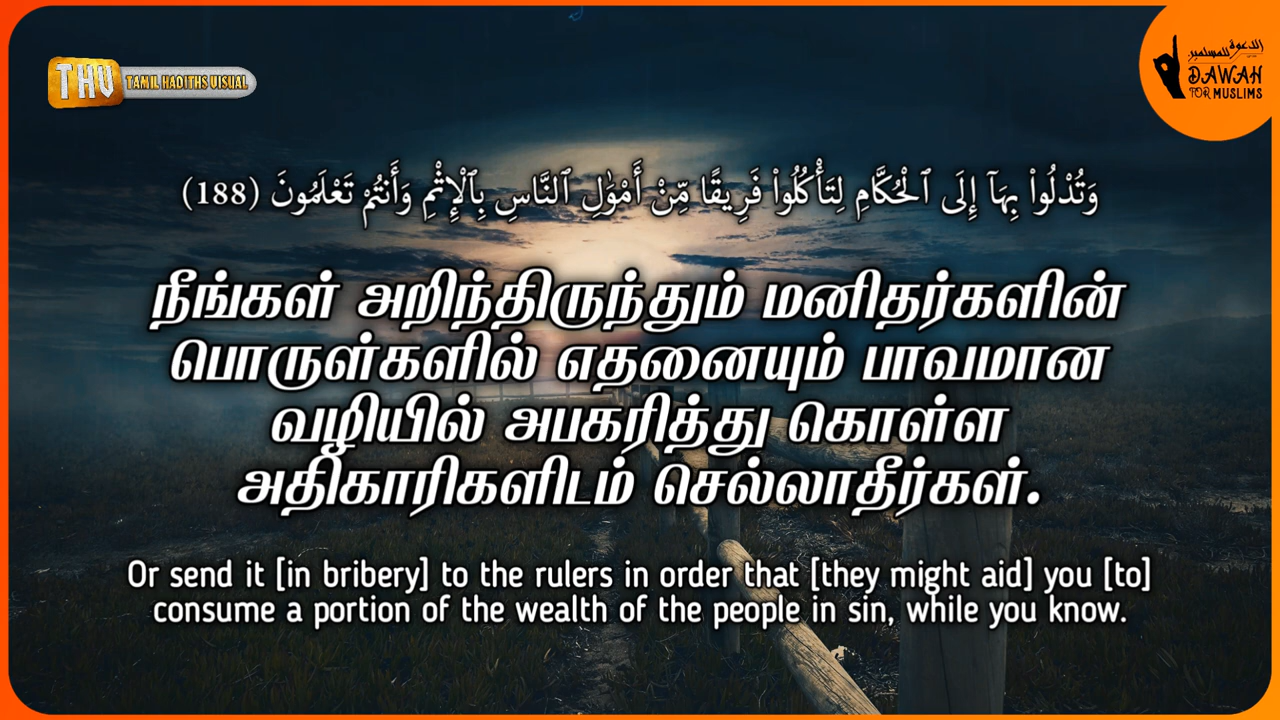 THV TAMIL HADITHS VISUAL
الدعوة للمسلمين
DAWAH
FOR MUSLIMS
وَتُدْلُوا۟ بِهَآ إِلَى ٱلْحُكَّامِ لِتَأْكُلُوا۟ فَرِيقًا مِّنْ أَمْوَٰلِ ٱلنَّاسِ بِٱلْإِثْمِ وَأَنتُمْ تَعْلَمُونَ (188)
நீங்கள் அறிந்திருந்தும் மனிதர்களின்
பொருள்களில் எதனையும் பாவமான
வழியில் அபகரித்து கொள்ள
அதிகாரிகளிடம் செல்லாதீர்கள்.
Or send it [in bribery] to the rulers in order that [they might aid] you [to]
consume a portion of the wealth of the people in sin, while you know.